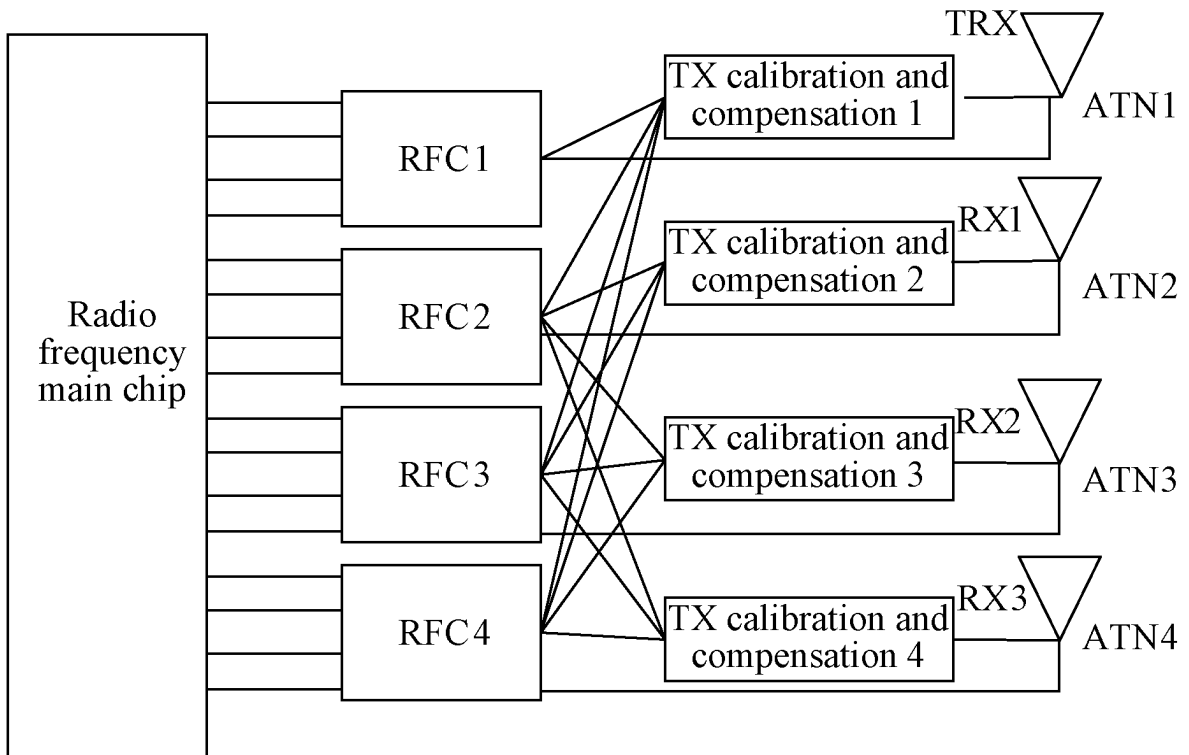 Radio
frequency
main chip
RFC1
RFC2
RFC3
RFC4
TX calibration and
compensation 1
TX calibration and
compensation 2
TX calibration and
compensation 3
TX calibration and
compensation 4
TRX
ATN1
RX1
ATN2
RX2
ATN3
RX3
ATN4